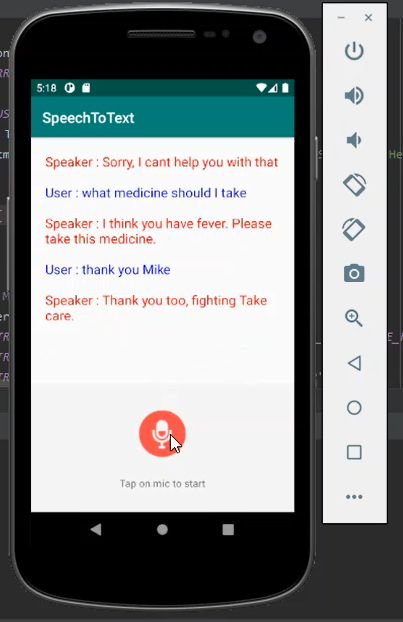 5:18
SpeechToText
Speaker : Sorry, I cant help you with that
User : what medicine should I take
Speaker : I think you have fever. Please
take this medicine.
User : thank you Mike
Speaker : Thank you too, fighting Take
care.
Tap on mic to start